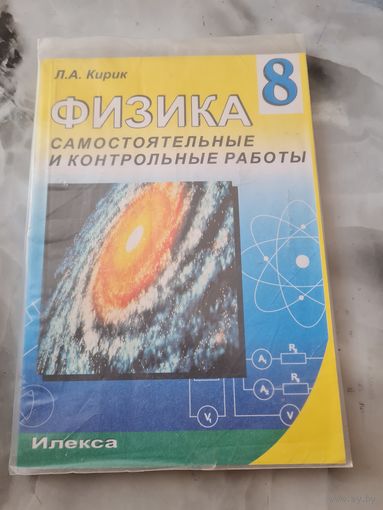 Л.А. Кирик
8
ФИЗИКА
САМОСТОЯТЕЛЬНЫЕ
И КОНТРОЛЬНЫЕ РАБОТЫ
Илекса